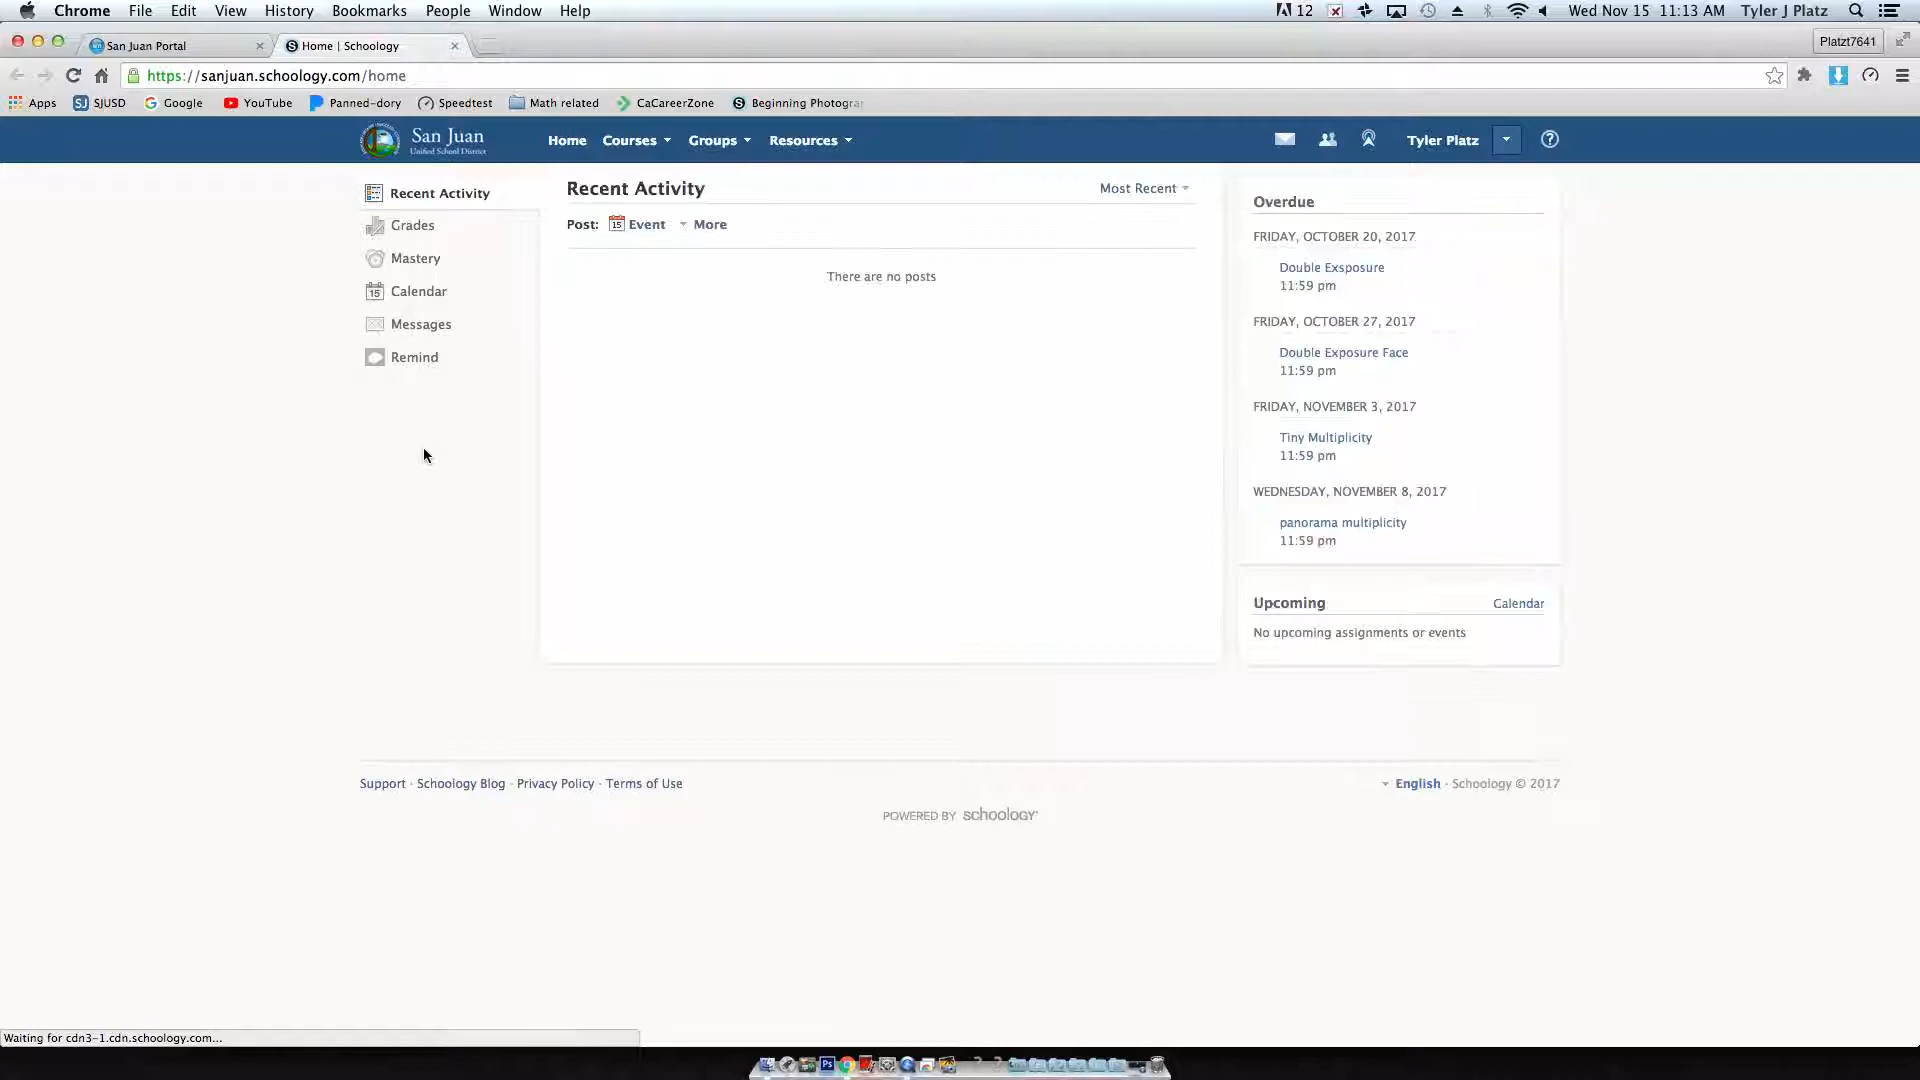 Chrome File Edit View History Bookmarks People Window Help 12 Wed Nov 15 11:13 AM Tyler J Platz
San Juan Portal Home | Schoology Platzt7641
https://sanjuan.schoology.com/home
Apps SJUSD Google YouTube Panned-dory Speedtest Math related CaCareerZone Beginning Photogra
San Juan
Unified School District
Home Courses Groups Resources Tyler Platz
Recent Activity
Grades
Mastery
Calendar
Messages
Remind
Recent Activity Most Recent
Post: 15 Event More
There are no posts
Overdue
FRIDAY, OCTOBER 20, 2017
Double Exsposure
11:59 pm
FRIDAY, OCTOBER 27, 2017
Double Exposure Face
11:59 pm
FRIDAY, NOVEMBER 3, 2017
Tiny Multiplicity
11:59 pm
WEDNESDAY, NOVEMBER 8, 2017
panorama multiplicity
11:59 pm
Upcoming Calendar
No upcoming assignments or events
Support · Schoology Blog · Privacy Policy · Terms of Use English · Schoology © 2017
POWERED BY schoology®
Waiting for cdn3-1.cdn.schoology.com...
Ps